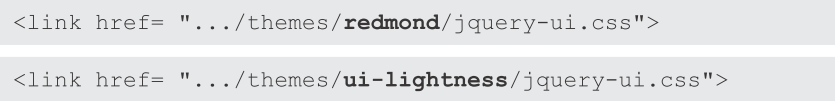 <link href= ".../themes/redmond/jquery-ui.css">
<link href= ".../themes/ui-lightness/jquery-ui.css">